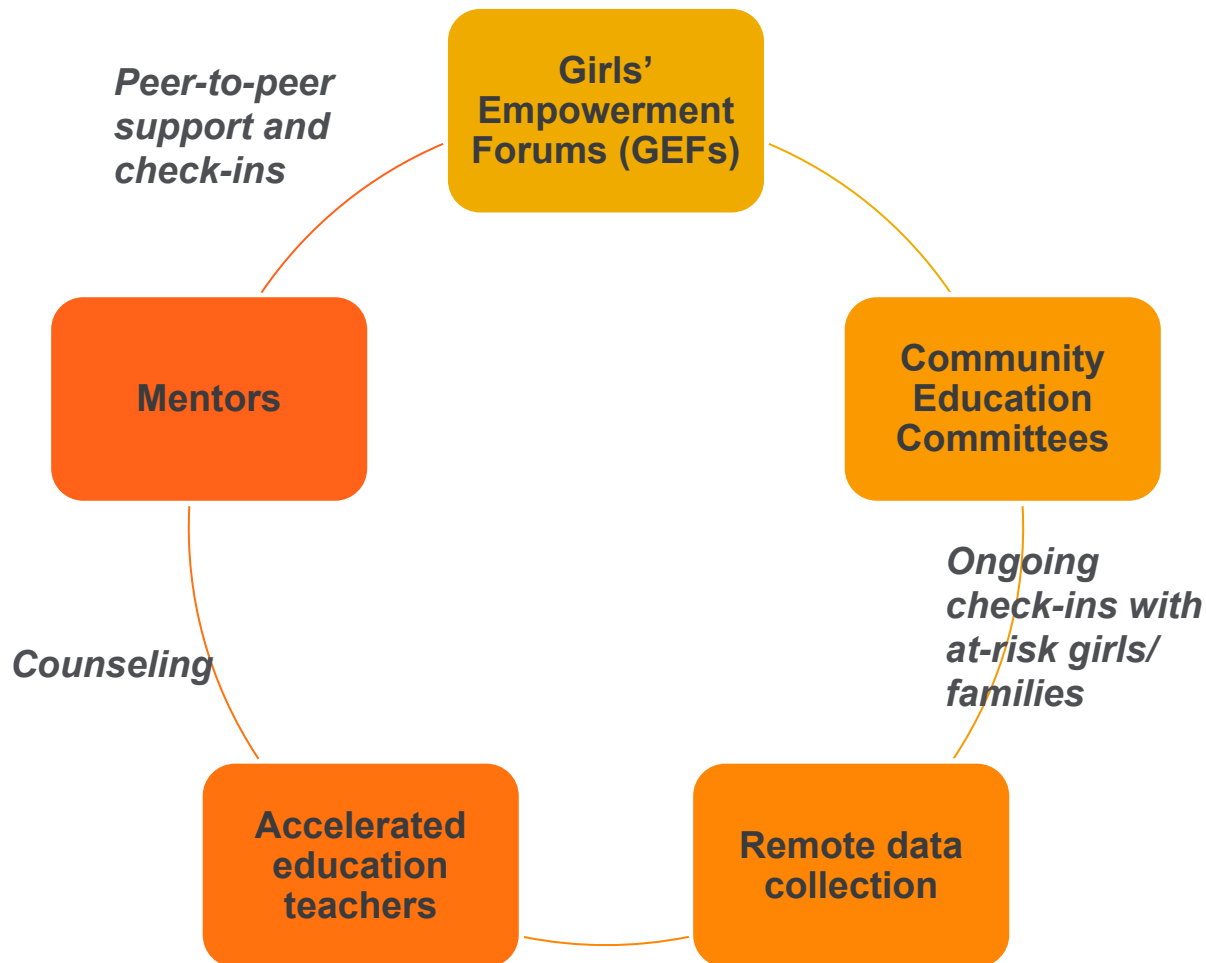 Girls’
Empowerment
Forums (GEFs)
Peer-to-peer
support and
check-ins
Mentors
Community
Education
Committees
Ongoing
check-ins with
at-risk girls/
families
Counseling
Accelerated
education
teachers
Remote data
collection